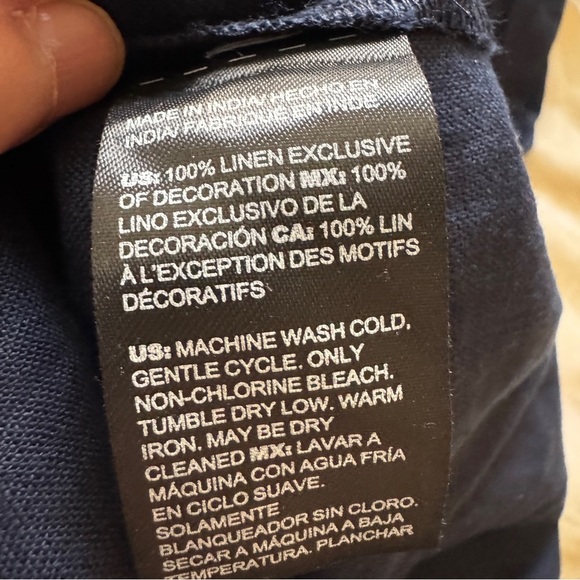 MADE IN INDIA/ HECHO EN
INDIA/ FABRIQUÉ EN INDE
US: 100% LINEN EXCLUSIVE
OF DECORATION MX: 100%
LINO EXCLUSIVO DE LA
DECORACIÓN CA: 100% LIN
À L'EXCEPTION DES MOTIFS
DÉCORATIFS
US: MACHINE WASH COLD,
GENTLE CYCLE. ONLY
NON-CHLORINE BLEACH.
TUMBLE DRY LOW. WARM
IRON. MAY BE DRY
CLEANED MX: LAVAR A
MÁQUINA CON AGUA FRÍA
EN CICLO SUAVE.
SOLAMENTE
BLANQUEADOR SIN CLORO.
SECAR A MÁQUINA A BAJA
TEMPERATURA. PLANCHAR